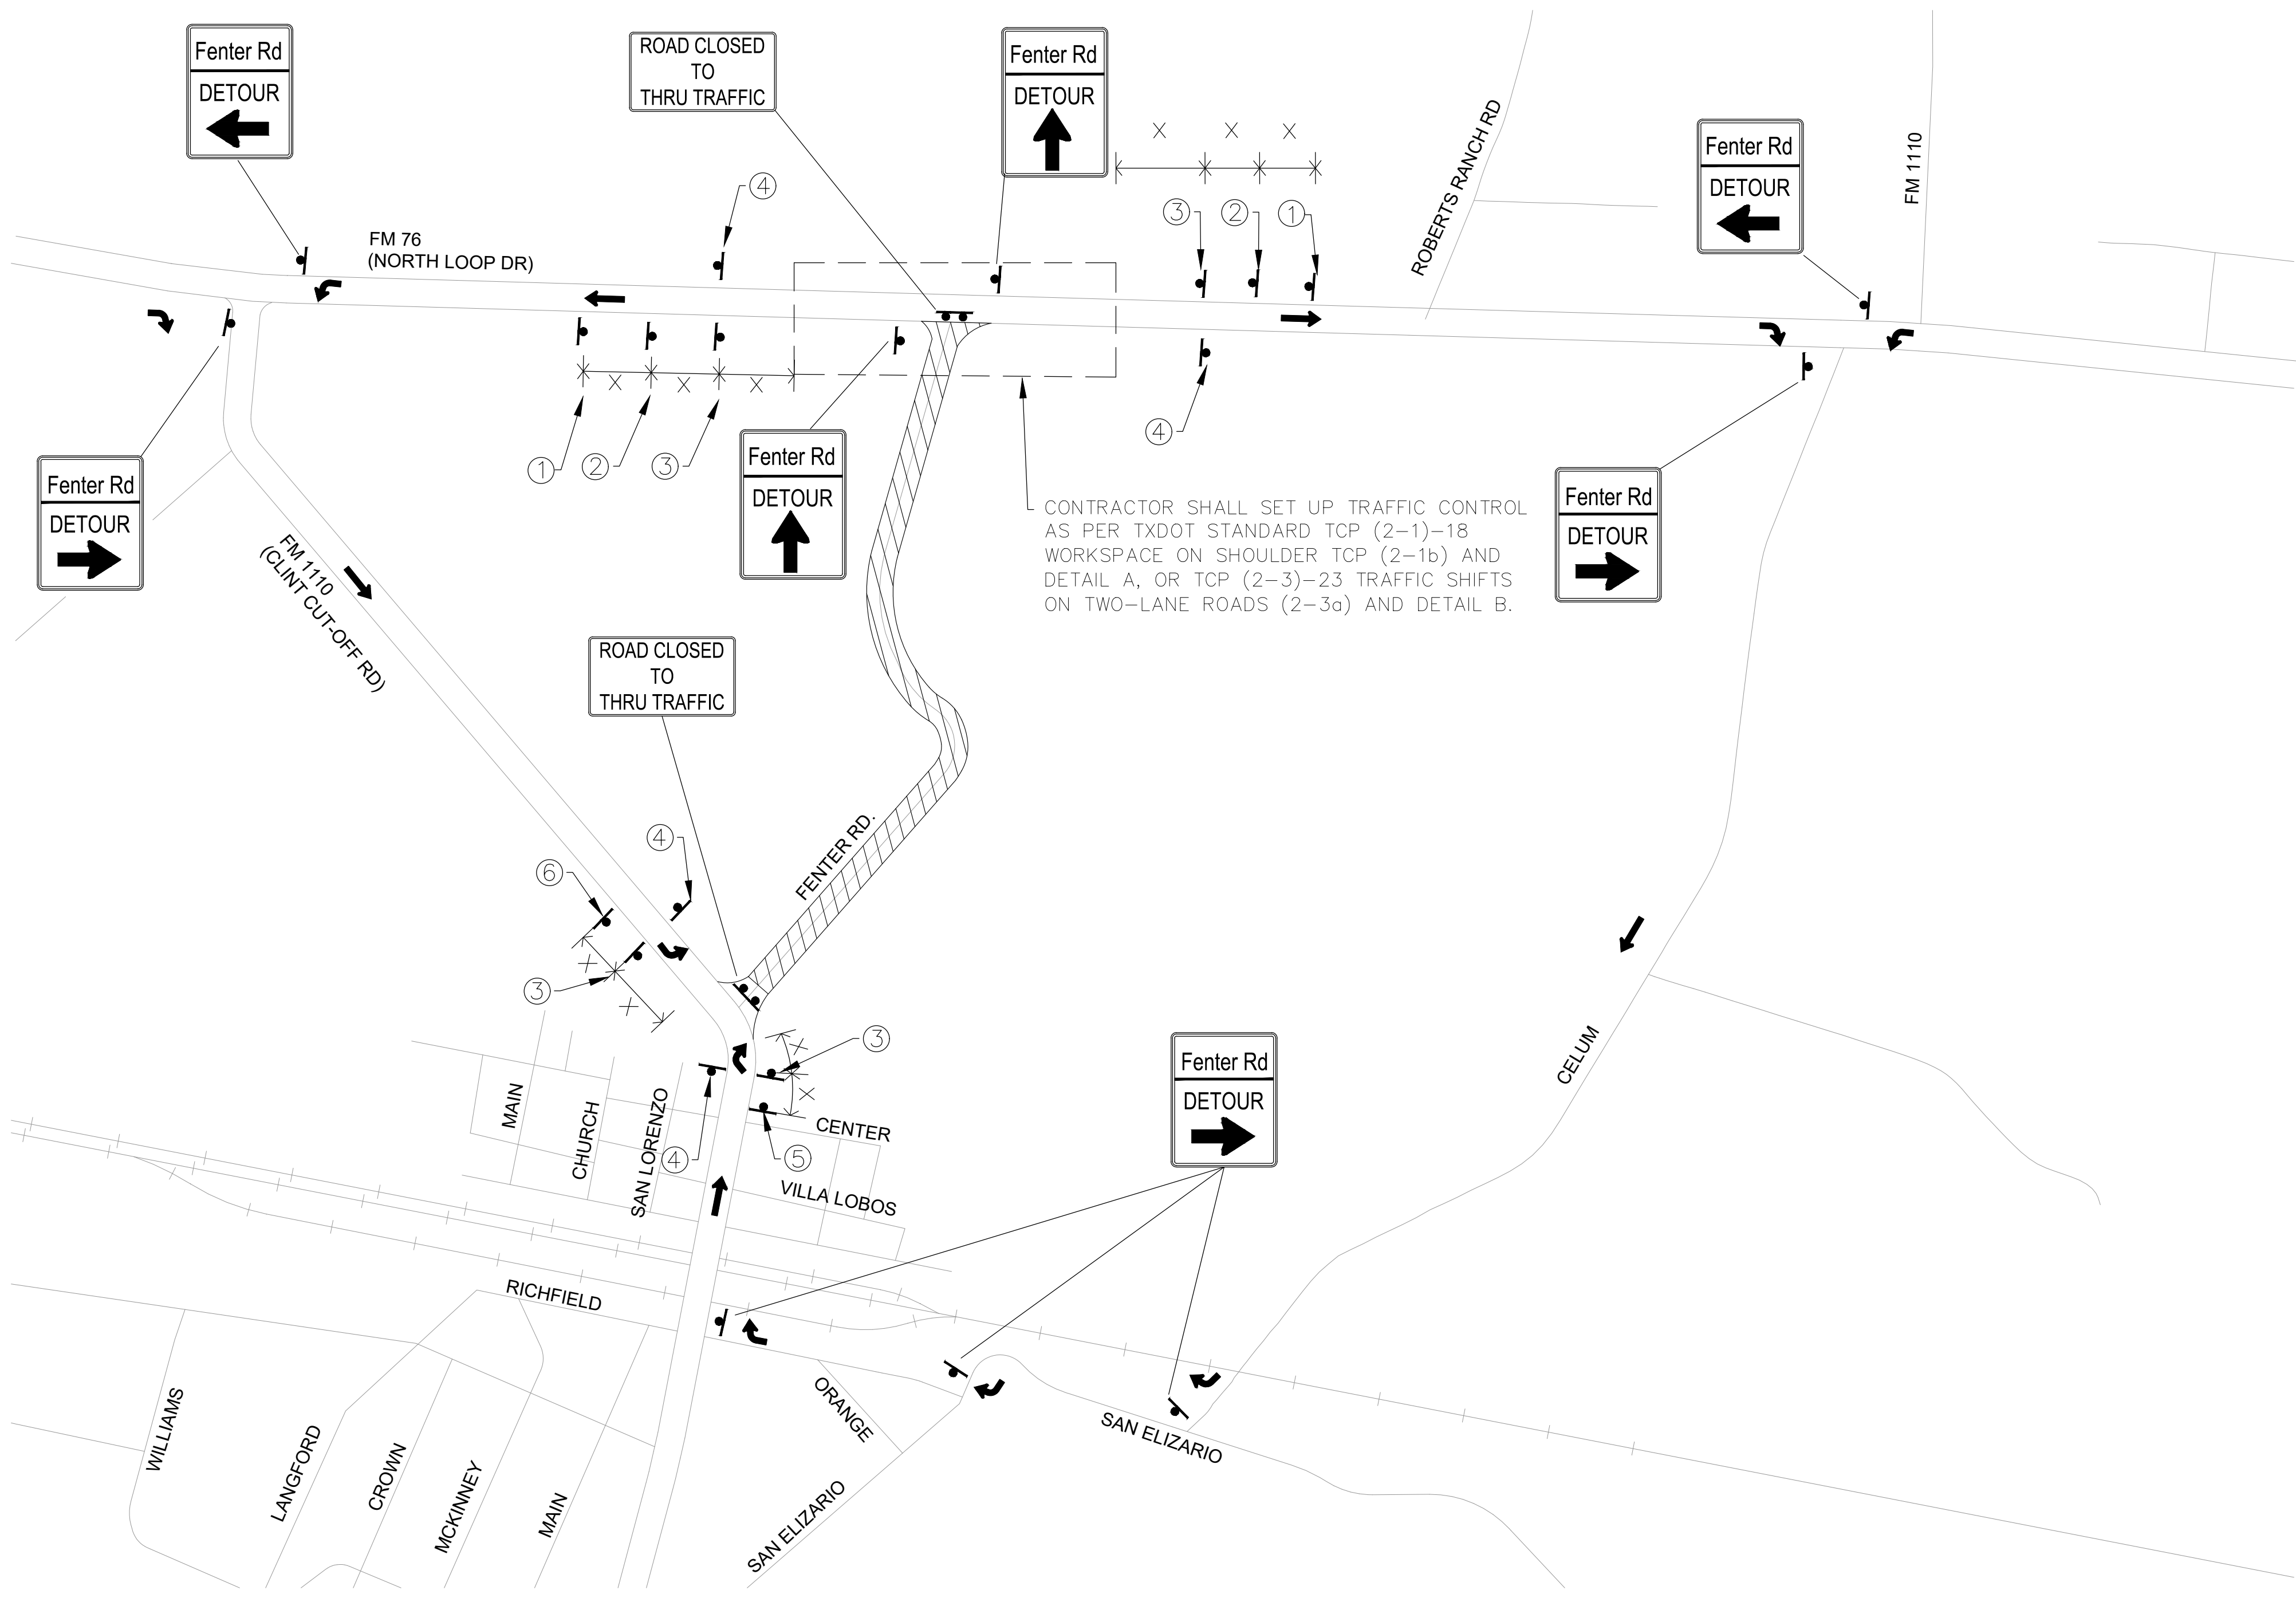 Fenter Rd
DETOUR
ROAD CLOSED
TO
THRU TRAFFIC
Fenter Rd
DETOUR
X X X
ROBERTS RANCH RD
Fenter Rd
DETOUR
FM 1110
4
3
2
1
FM 76
(NORTH LOOP DR)
X X X
1
2
3
4
Fenter Rd
DETOUR
Fenter Rd
DETOUR
CONTRACTOR SHALL SET UP TRAFFIC CONTROL
AS PER TXDOT STANDARD TCP (2-1)-18
WORKSPACE ON SHOULDER TCP (2-1b) AND
DETAIL A, OR TCP (2-3)-23 TRAFFIC SHIFTS
ON TWO-LANE ROADS (2-3a) AND DETAIL B.
Fenter Rd
DETOUR
FM 1110
(CLINT CUT-OFF RD)
ROAD CLOSED
TO
THRU TRAFFIC
FENTER RD.
4
6
X
3
X
3
X
X
4
5
MAIN
CHURCH
SAN LORENZO
CENTER
VILLA LOBOS
Fenter Rd
DETOUR
CELUM
RICHFIELD
WILLIAMS
LANGFORD
CROWN
MCKINNEY
MAIN
ORANGE
SAN ELIZARIO
SAN ELIZARIO